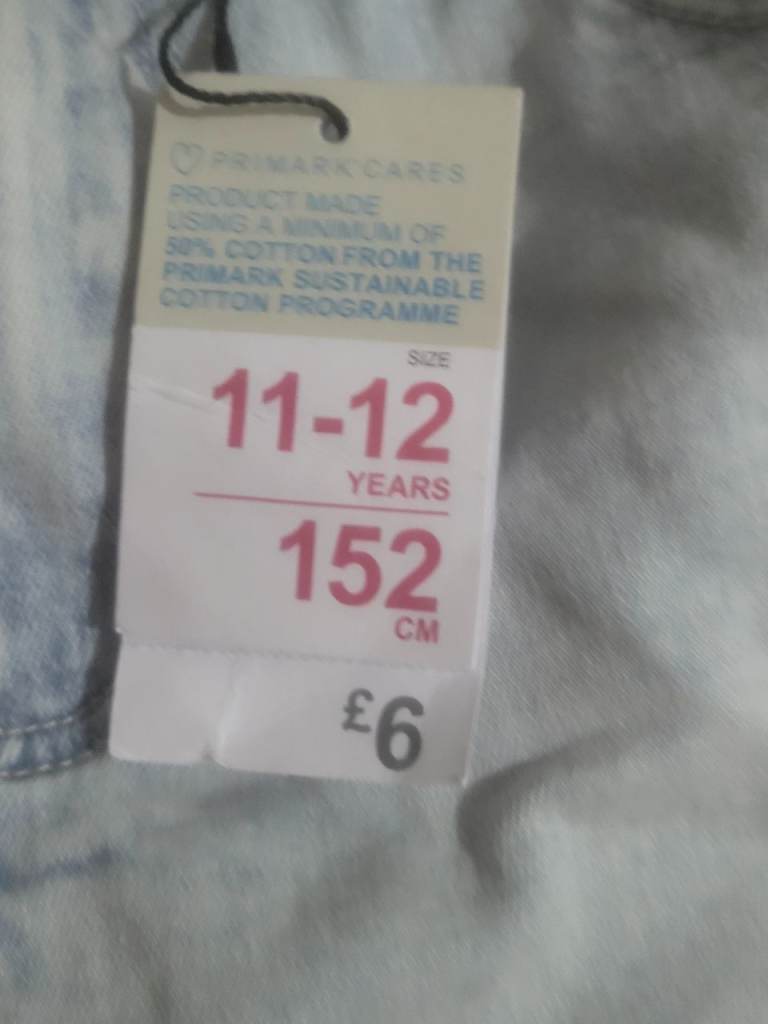 PRIMARK CARES
PRODUCT MADE
USING A MINIMUM OF
50% COTTON FROM THE
PRIMARK SUSTAINABLE
COTTON PROGRAMME
SIZE
11-12
YEARS
152
CM
£6